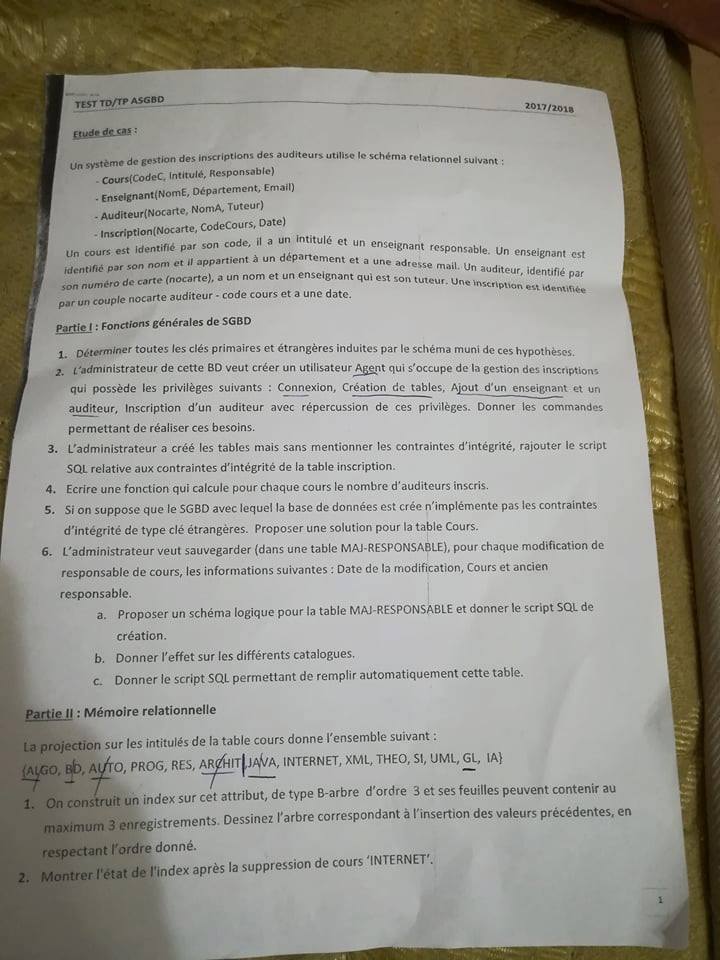 TEST TD/TP ASGBD
2017/2018
Etude de cas :
Un système de gestion des inscriptions des auditeurs utilise le schéma relationnel suivant :
- Cours(CodeC, Intitulé, Responsable)
- Enseignant(NomE, Département, Email)
- Auditeur(Nocarte, NomA, Tuteur)
- Inscription(Nocarte, CodeCours, Date)
Un cours est identifié par son code, il a un intitulé et un enseignant responsable. Un enseignant est
identifié par son nom et il appartient à un département et a une adresse mail. Un auditeur, identifié par
son numéro de carte (nocarte), a un nom et un enseignant qui est son tuteur. Une inscription est identifiée
par un couple nocarte auditeur - code cours et a une date.
Partie I : Fonctions générales de SGBD
1. Déterminer toutes les clés primaires et étrangères induites par le schéma muni de ces hypothèses.
2. L'administrateur de cette BD veut créer un utilisateur Agent qui s'occupe de la gestion des inscriptions
qui possède les privilèges suivants : Connexion, Création de tables, Ajout d'un enseignant et un
auditeur, Inscription d'un auditeur avec répercussion de ces privilèges. Donner les commandes
permettant de réaliser ces besoins.
3. L'administrateur a créé les tables mais sans mentionner les contraintes d'intégrité, rajouter le script
SQL relative aux contraintes d'intégrité de la table inscription.
4. Ecrire une fonction qui calcule pour chaque cours le nombre d'auditeurs inscris.
5. Si on suppose que le SGBD avec lequel la base de données est crée n'implémente pas les contraintes
d'intégrité de type clé étrangères. Proposer une solution pour la table Cours.
6. L'administrateur veut sauvegarder (dans une table MAJ-RESPONSABLE), pour chaque modification de
responsable de cours, les informations suivantes : Date de la modification, Cours et ancien
responsable.
a. Proposer un schéma logique pour la table MAJ-RESPONSABLE et donner le script SQL de
création.
b. Donner l'effet sur les différents catalogues.
c. Donner le script SQL permettant de remplir automatiquement cette table.
Partie II : Mémoire relationnelle
La projection sur les intitulés de la table cours donne l'ensemble suivant :
{ALGO, BD, AUTO, PROG, RES, ARCHIT, JAVA, INTERNET, XML, THEO, SI, UML, GL, IA}
1. On construit un index sur cet attribut, de type B-arbre d'ordre 3 et ses feuilles peuvent contenir au
maximum 3 enregistrements. Dessinez l'arbre correspondant à l'insertion des valeurs précédentes, en
respectant l'ordre donné.
2. Montrer l'état de l'index après la suppression de cours 'INTERNET'.
1